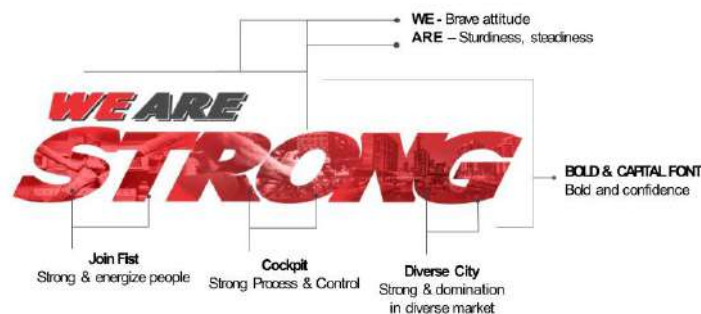 WE - Brave attitude
ARE – Sturdiness, steadiness
WE ARE
STRONG
BOLD & CAPITAL FONT
Bold and confidence
Join Fist
Strong & energize people
Cockpit
Strong Process & Control
Diverse City
Strong & domination
in diverse market